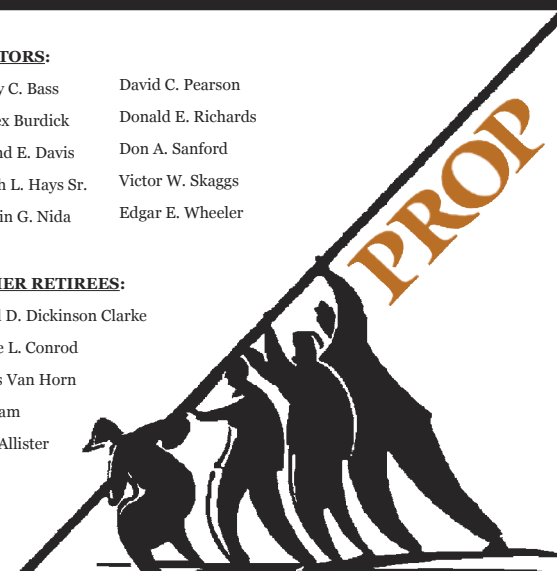 TORS:
y C. Bass
ex Burdick
nd E. Davis
h L. Hays Sr.
in G. Nida
David C. Pearson
Donald E. Richards
Don A. Sanford
Victor W. Skaggs
Edgar E. Wheeler
IER RETIREES:
l D. Dickinson Clarke
e L. Conrod
s Van Horn
am
Allister
PROP